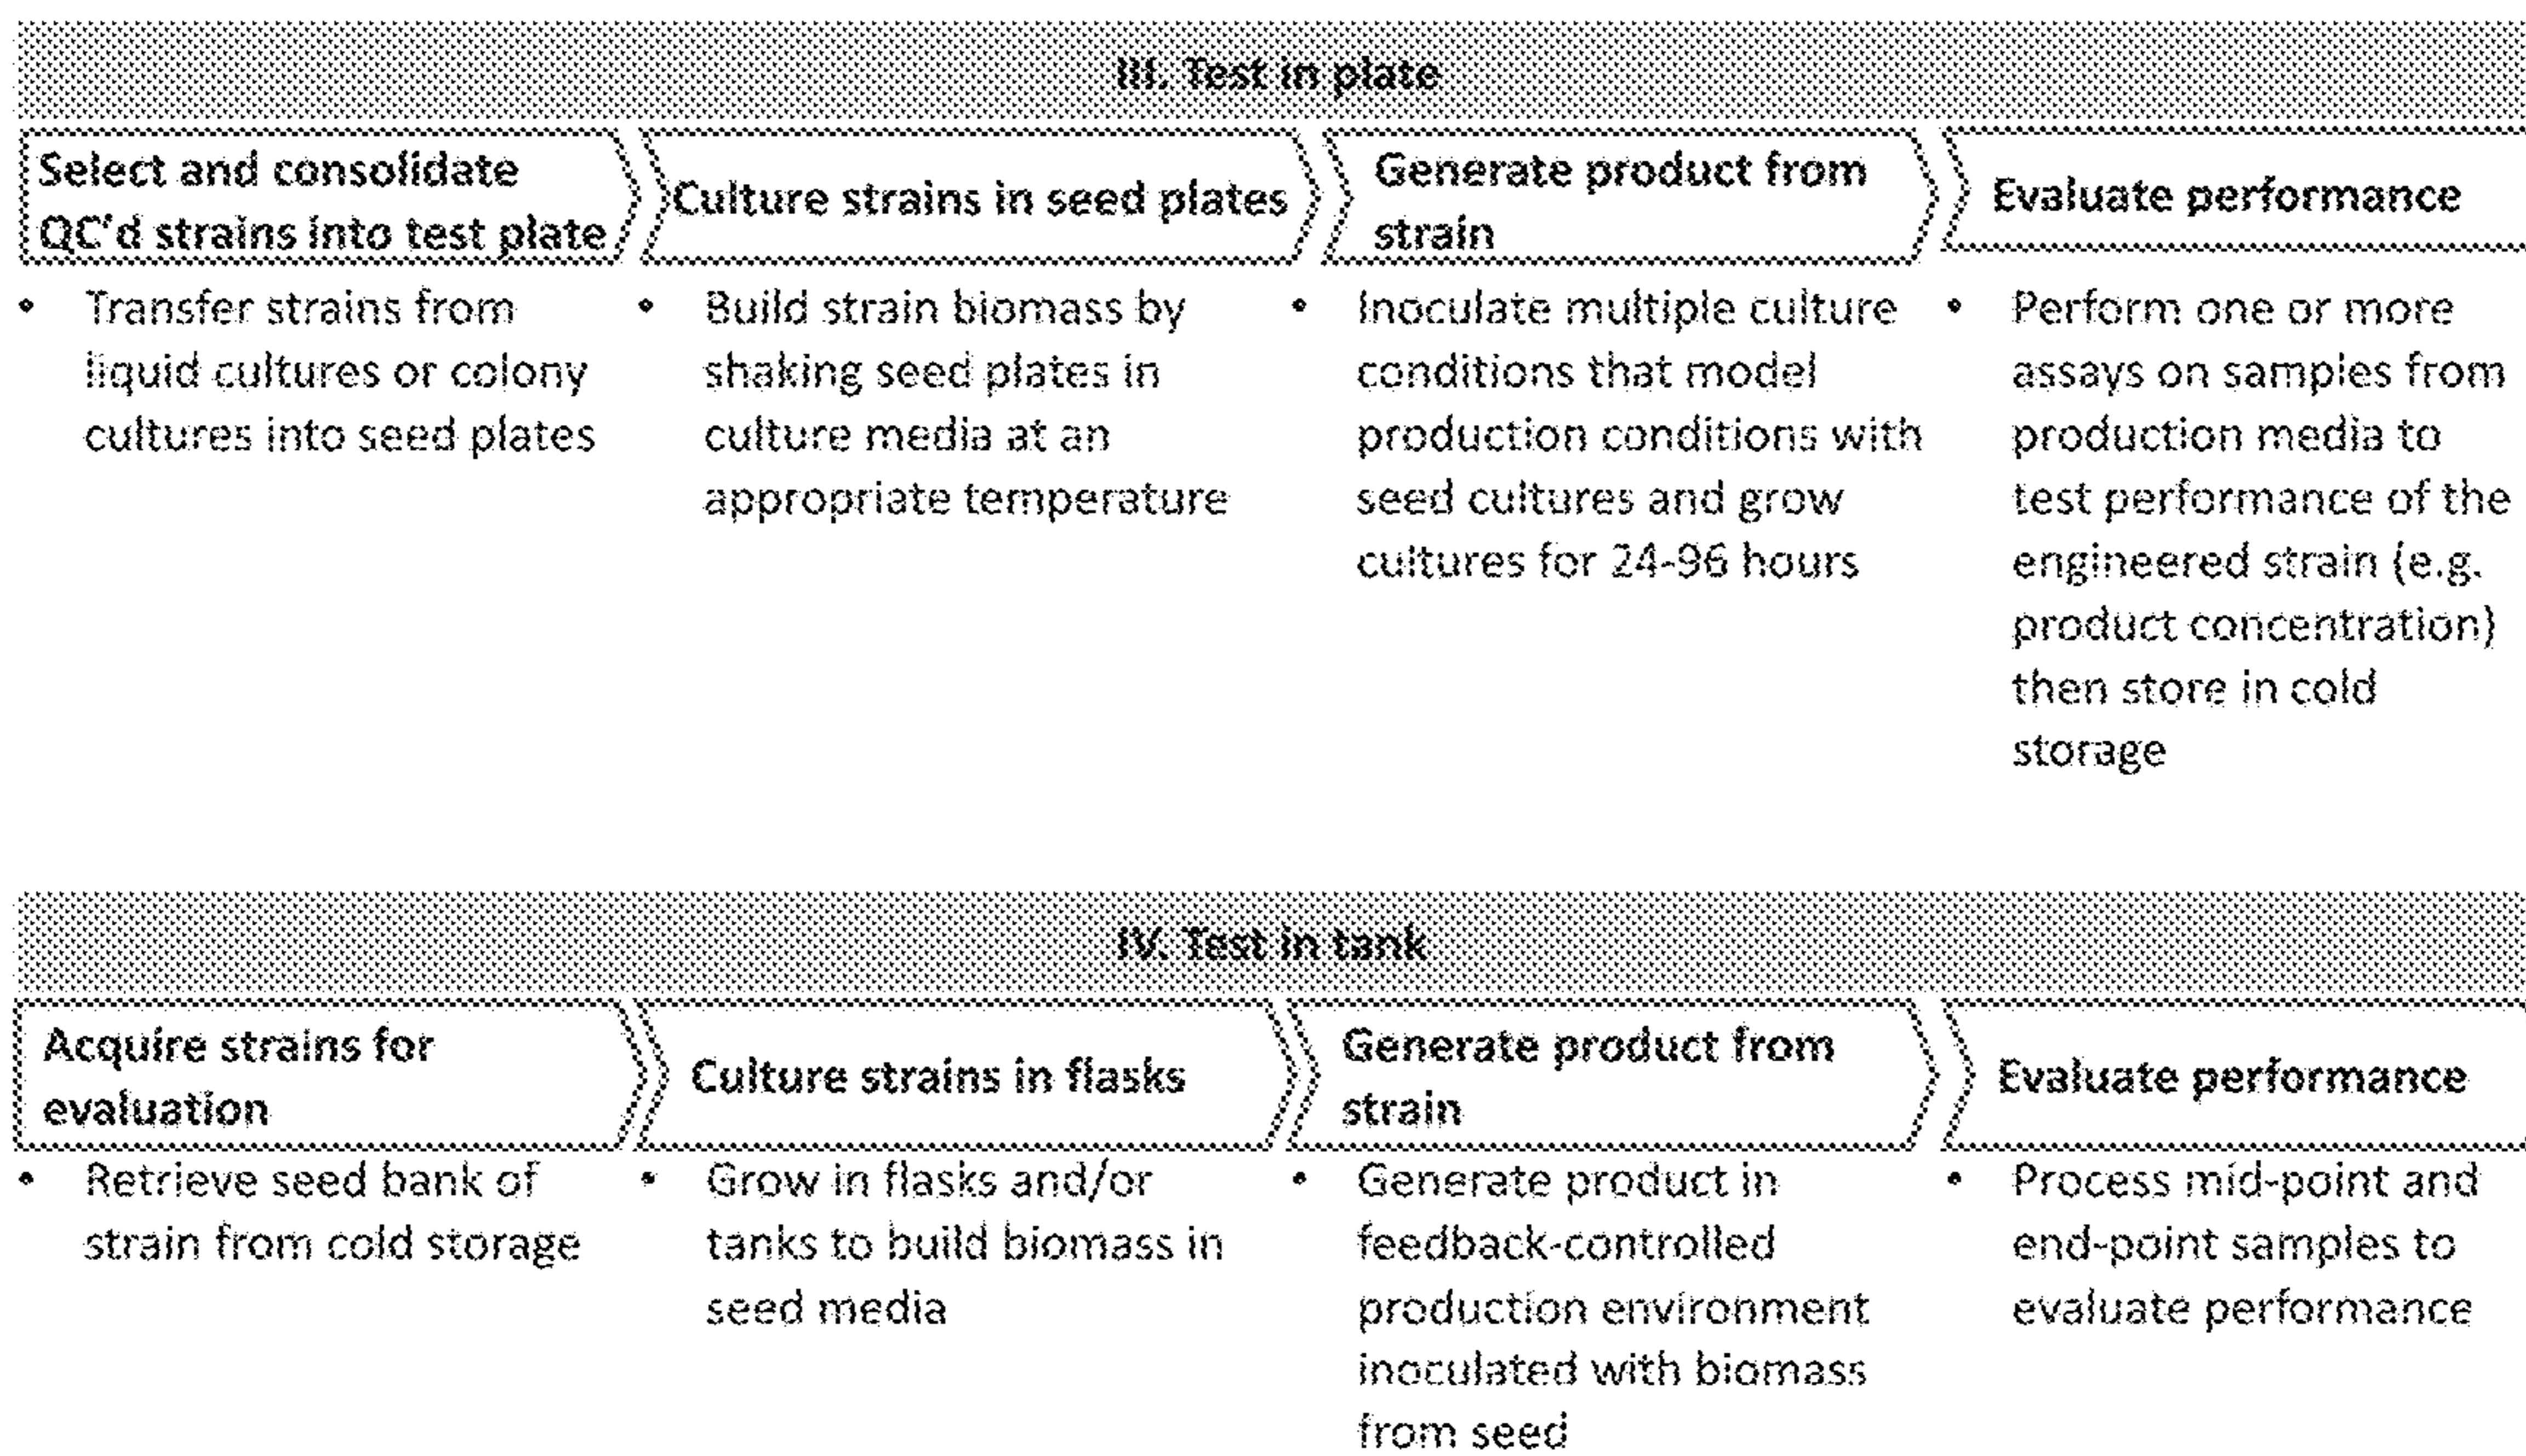 III. Test in plate
Select and consolidate
QC'd strains into test plate
Culture strains in seed plates
Generate product from
strain
Evaluate performance
• Transfer strains from
liquid cultures or colony
cultures into seed plates
• Build strain biomass by
shaking seed plates in
culture media at an
appropriate temperature
• Inoculate multiple culture
conditions that model
production conditions with
seed cultures and grow
cultures for 24-96 hours
• Perform one or more
assays on samples from
production media to
test performance of the
engineered strain (e.g.
product concentration)
then store in cold
storage
IV. Test in tank
Acquire strains for
evaluation
Culture strains in flasks
Generate product from
strain
Evaluate performance
• Retrieve seed bank of
strain from cold storage
• Grow in flasks and/or
tanks to build biomass in
seed media
• Generate product in
feedback-controlled
production environment
inoculated with biomass
from seed
• Process mid-point and
end-point samples to
evaluate performance